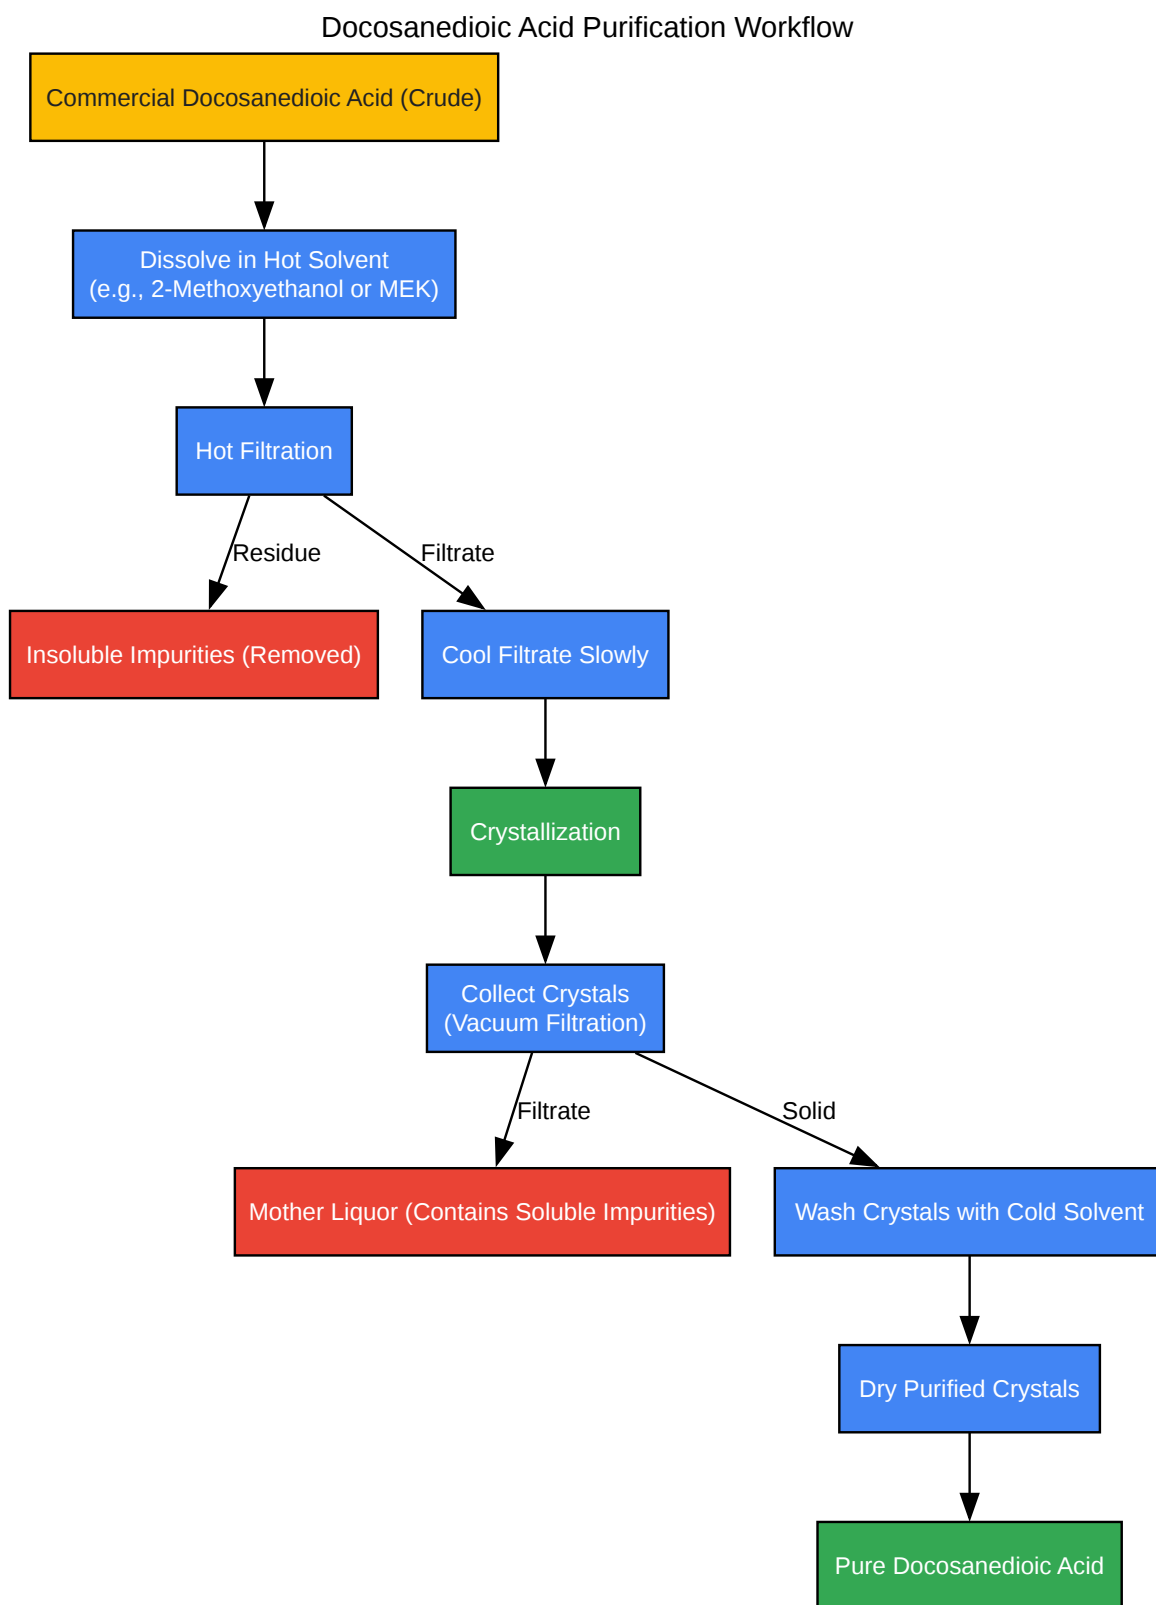 Docosanedioic Acid Purification Workflow
Commercial Docosanedioic Acid (Crude)
Dissolve in Hot Solvent
(e.g., 2-Methoxyethanol or MEK)
Hot Filtration
Residue
Filtrate
Insoluble Impurities (Removed)
Cool Filtrate Slowly
Crystallization
Collect Crystals
(Vacuum Filtration)
Filtrate
Solid
Mother Liquor (Contains Soluble Impurities)
Wash Crystals with Cold Solvent
Dry Purified Crystals
Pure Docosanedioic Acid